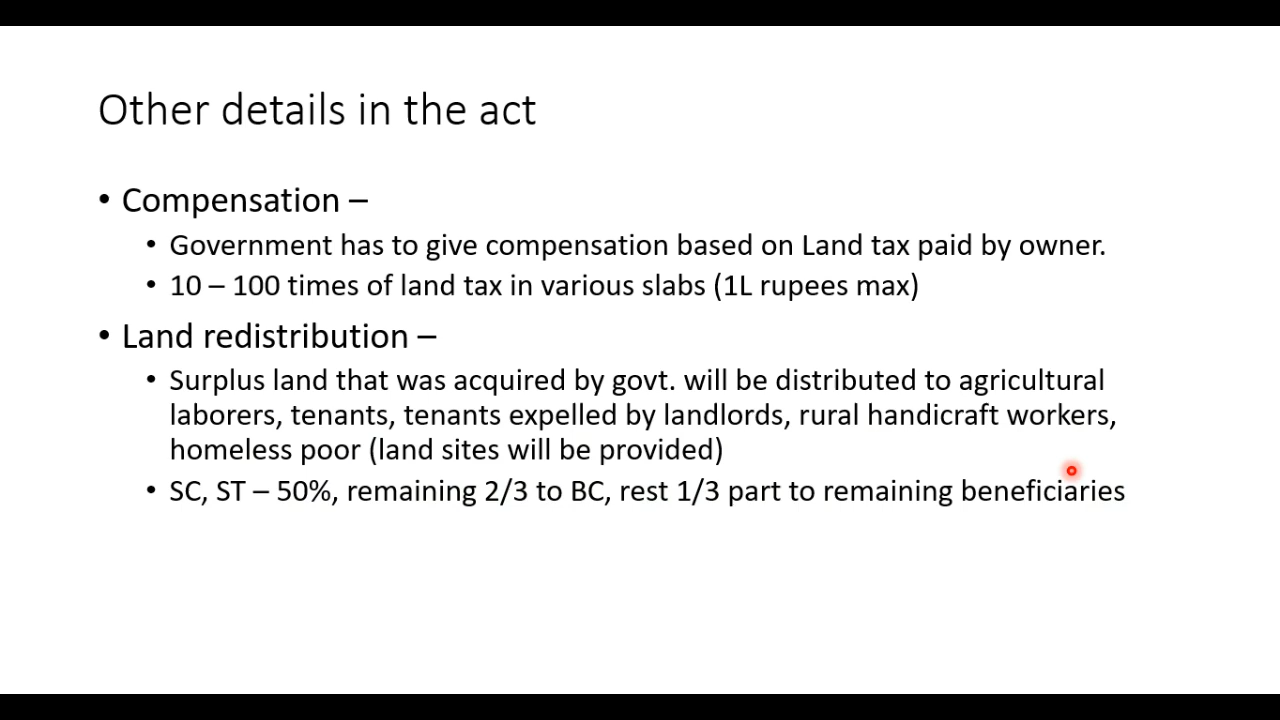 Other details in the act
• Compensation –
• Government has to give compensation based on Land tax paid by owner.
• 10 – 100 times of land tax in various slabs (1L rupees max)
• Land redistribution –
• Surplus land that was acquired by govt. will be distributed to agricultural
laborers, tenants, tenants expelled by landlords, rural handicraft workers,
homeless poor (land sites will be provided)
• SC, ST – 50%, remaining 2/3 to BC, rest 1/3 part to remaining beneficiaries